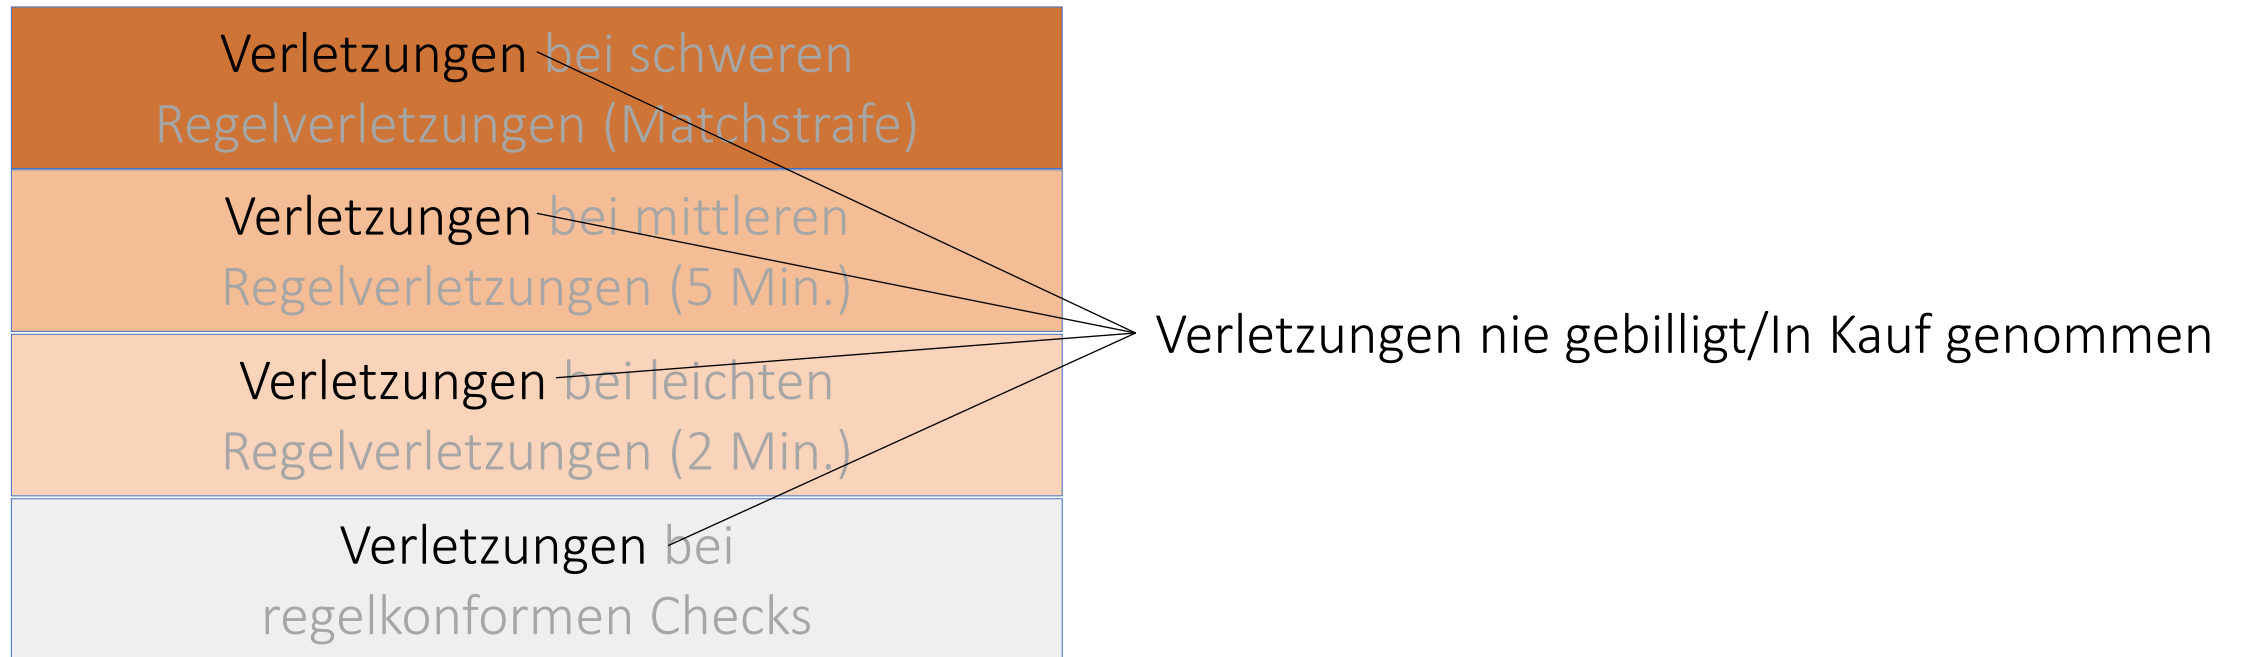 Verletzungen bei schweren
Regelverletzungen (Matchstrafe)
Verletzungen bei mittleren
Regelverletzungen (5 Min.)
Verletzungen bei leichten
Regelverletzungen (2 Min.)
Verletzungen bei
regelkonformen Checks
Verletzungen nie gebilligt/In Kauf genommen